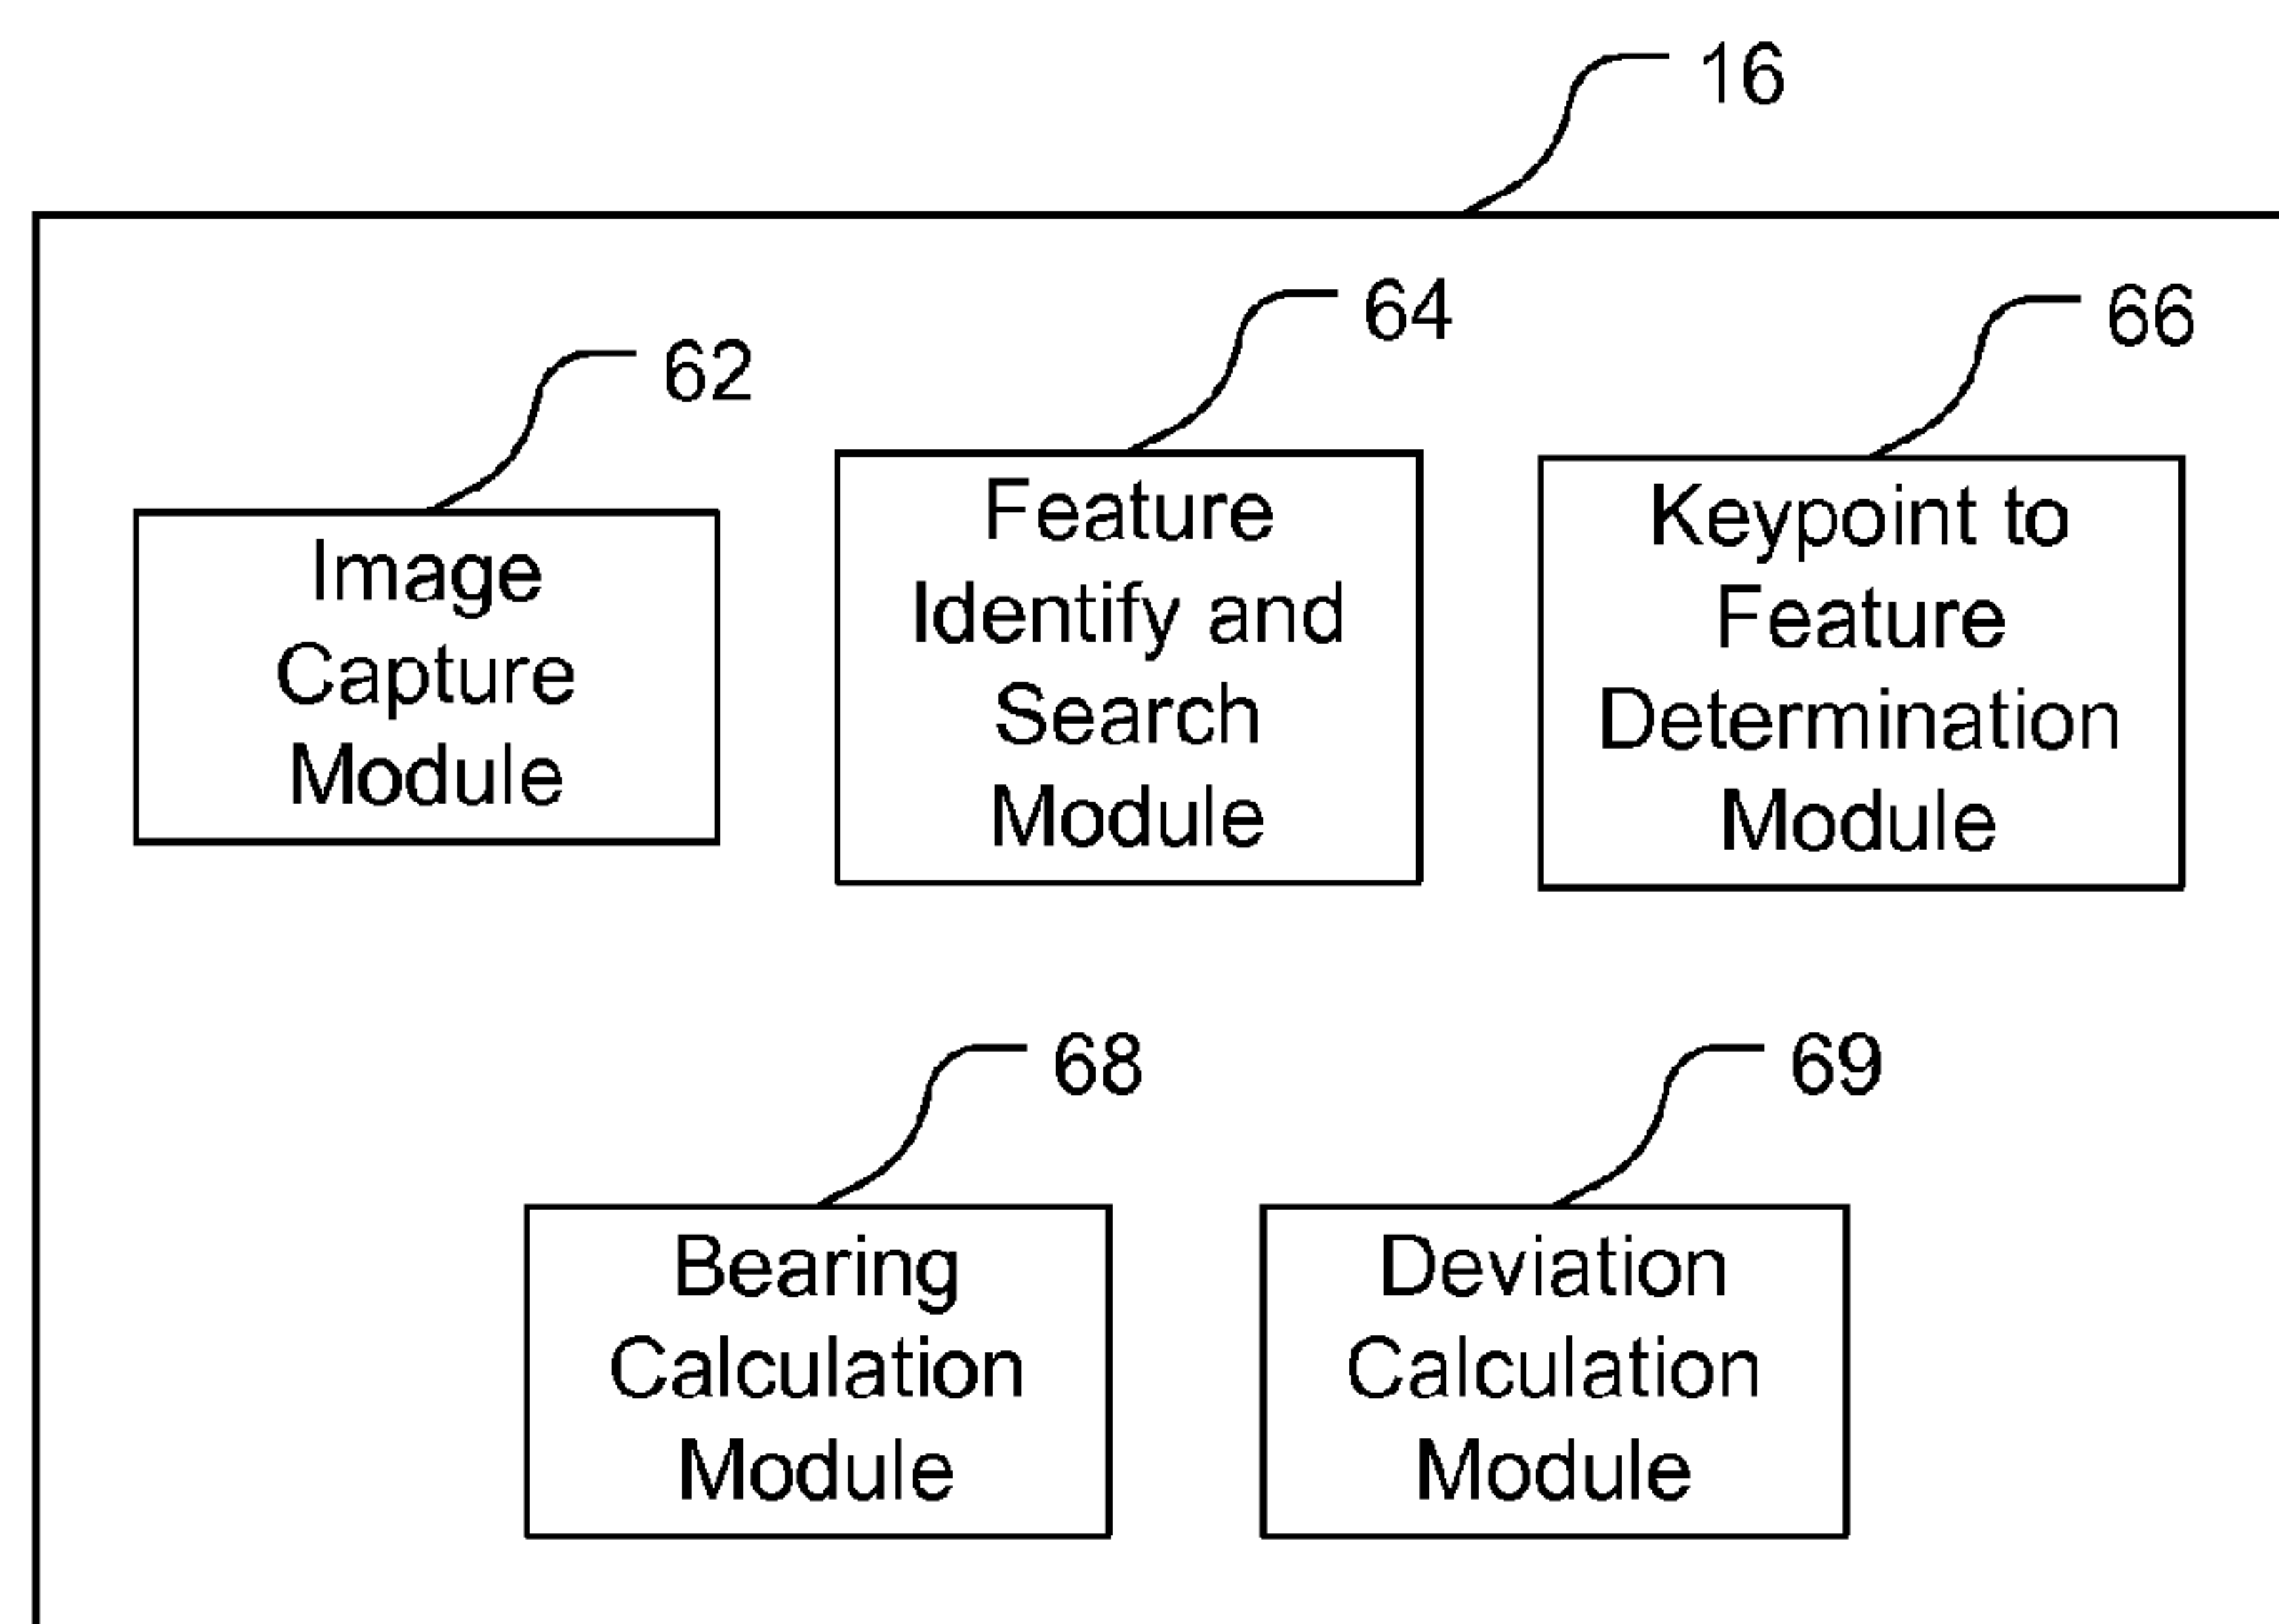 16
62
Image
Capture
Module
64
Feature
Identify and
Search
Module
66
Keypoint to
Feature
Determination
Module
68
Bearing
Calculation
Module
69
Deviation
Calculation
Module